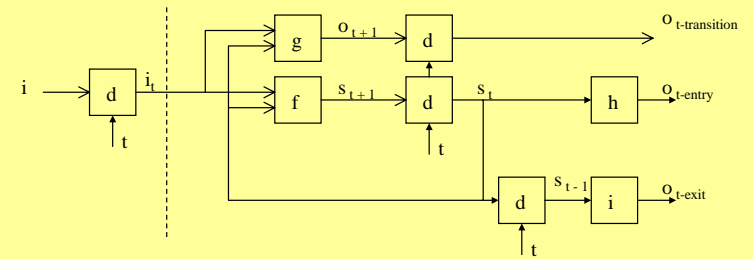 o t-transition
g
o t+1
d
i
d
i t
f
s t+1
d
s t
h
o t-entry
t
t
d
s t-1
i
o t-exit
t